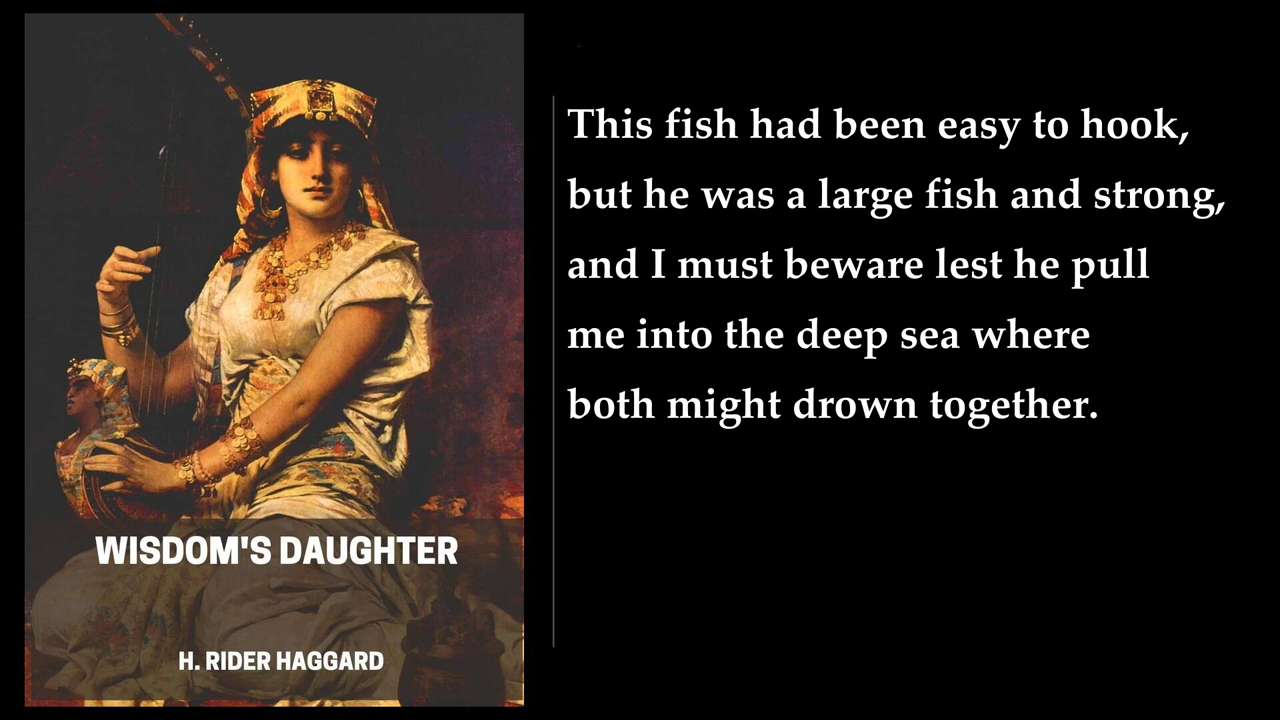 WISDOM'S DAUGHTER
H. RIDER HAGGARD
This fish had been easy to hook,
but he was a large fish and strong,
and I must beware lest he pull
me into the deep sea where
both might drown together.